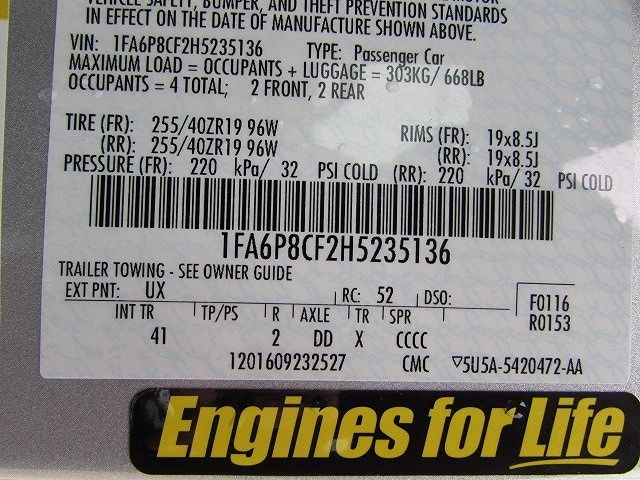 VEHICLE SAFETY, BUMPER, AND THEFT PREVENTION STANDARDS
IN EFFECT ON THE DATE OF MANUFACTURE SHOWN ABOVE.
VIN: 1FA6P8CF2H5235136 TYPE: Passenger Car
MAXIMUM LOAD = OCCUPANTS + LUGGAGE = 303KG/ 668LB
OCCUPANTS = 4 TOTAL; 2 FRONT, 2 REAR
TIRE (FR): 255/40ZR19 96W RIMS (FR): 19x8.5J
(RR): 255/40ZR19 96W (RR): 19x8.5J
PRESSURE (FR): 220 kPa/ 32 PSI COLD (RR): 220 kPa/ 32 PSI COLD
1FA6P8CF2H5235136
TRAILER TOWING - SEE OWNER GUIDE
EXT PNT: UX RC: 52 DSO: F0116
INT TR TP/PS R AXLE TR SPR R0153
41 2 DD X CCCC
1201609232527 CMC ▽5U5A-5420472-AA
Engines for Life